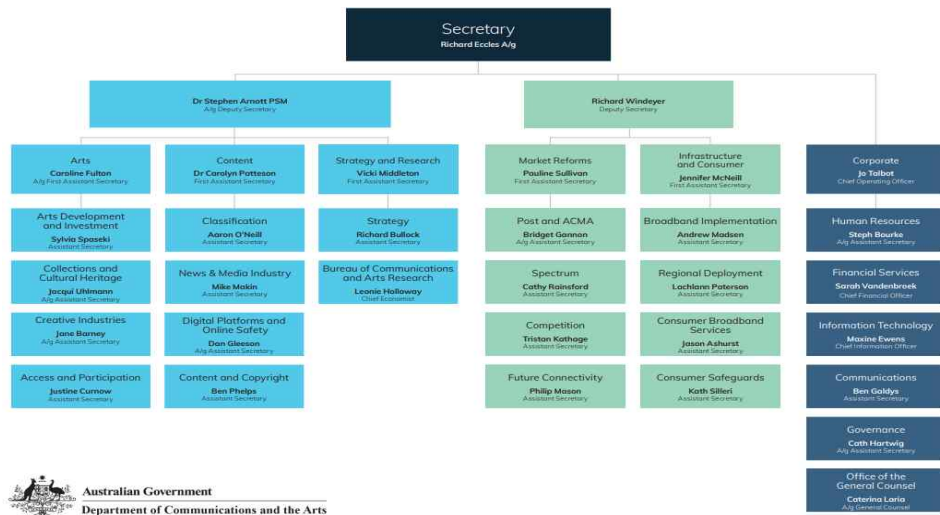 Secretary
Richard Eccles A/g
Dr Stephen Arnott PSM
A/g Deputy Secretary
Richard Windeyer
Deputy Secretary
Arts
Caroline Fulton
A/g First Assistant Secretary
Content
Dr Carolyn Patteson
First Assistant Secretary
Strategy and Research
Vicki Middleton
First Assistant Secretary
Market Reforms
Pauline Sullivan
First Assistant Secretary
Infrastructure
and Consumer
Jennifer McNeill
First Assistant Secretary
Corporate
Jo Talbot
Chief Operating Officer
Arts Development
and Investment
Sylvia Spaseki
Assistant Secretary
Classification
Aaron O'Neill
Assistant Secretary
Strategy
Richard Bullock
Assistant Secretary
Post and ACMA
Bridget Gannon
A/g Assistant Secretary
Broadband Implementation
Andrew Madsen
Assistant Secretary
Human Resources
Steph Bourke
A/g Assistant Secretary
Collections and
Cultural Heritage
Jacqui Uhlmann
A/g Assistant Secretary
News & Media Industry
Mike Makin
Assistant Secretary
Bureau of Communications
and Arts Research
Leonie Holloway
Chief Economist
Spectrum
Cathy Rainsford
Assistant Secretary
Regional Deployment
Lachlann Paterson
Assistant Secretary
Financial Services
Sarah Vandenbroek
Chief Financial Officer
Creative Industries
Jane Barney
A/g Assistant Secretary
Digital Platforms and
Online Safety
Dan Gleeson
A/g Assistant Secretary
Competition
Tristan Kathage
Assistant Secretary
Consumer Broadband
Services
Jason Ashurst
Assistant Secretary
Information Technology
Maxine Ewens
Chief Information Officer
Access and Participation
Justine Curnow
Assistant Secretary
Content and Copyright
Ben Phelps
Assistant Secretary
Future Connectivity
Philip Mason
Assistant Secretary
Consumer Safeguards
Kath Silleri
Assistant Secretary
Communications
Ben Galdys
Assistant Secretary
Governance
Cath Hartwig
A/g Assistant Secretary
Office of the
General Counsel
Caterina Laria
A/g General Counsel
Australian Government
Department of Communications and the Arts